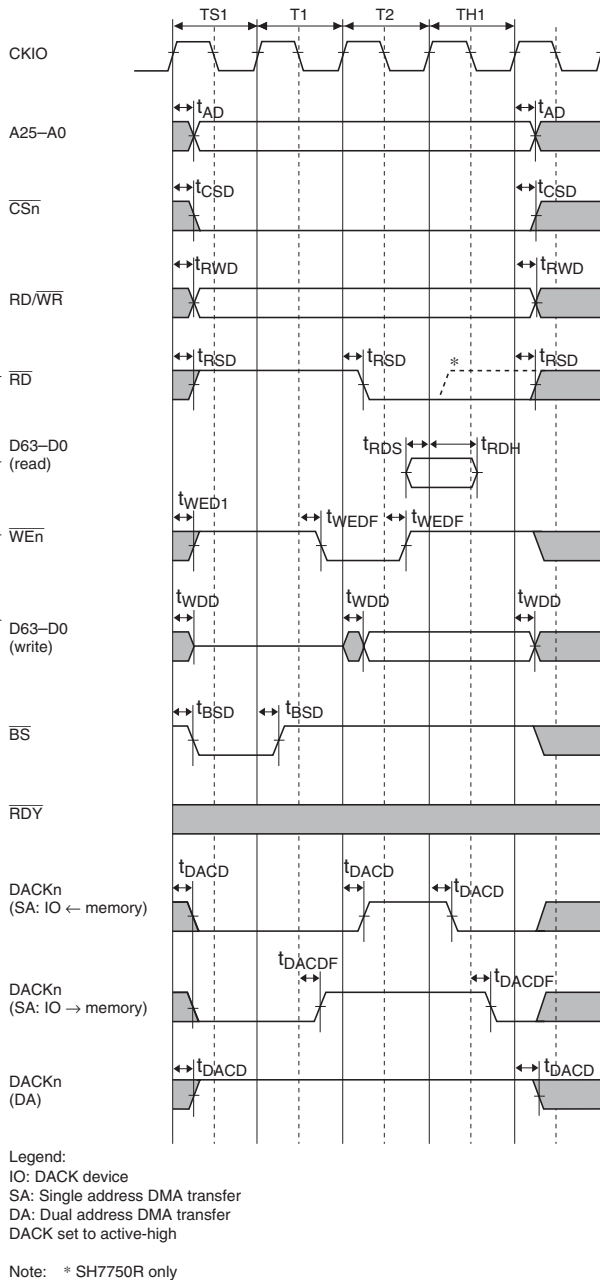 TS1 T1 T2 TH1
CKIO
tAD tAD
A25–A0
tCSD tCSD
CSn
tRWD tRWD
RD/WR
tRSD tRSD * tRSD
RD
D63–D0
(read)
tRDS tRDH
tWED1 tWEDF tWEDF
WEn
tWDD tWDD tWDD
D63–D0
(write)
tBSD tBSD
BS
RDY
tDACD tDACD tDACD
DACKn
(SA: IO ← memory)
tDACDF tDACDF
DACKn
(SA: IO → memory)
tDACD tDACD
DACKn
(DA)
Legend:
IO: DACK device
SA: Single address DMA transfer
DA: Dual address DMA transfer
DACK set to active-high
Note: * SH7750R only